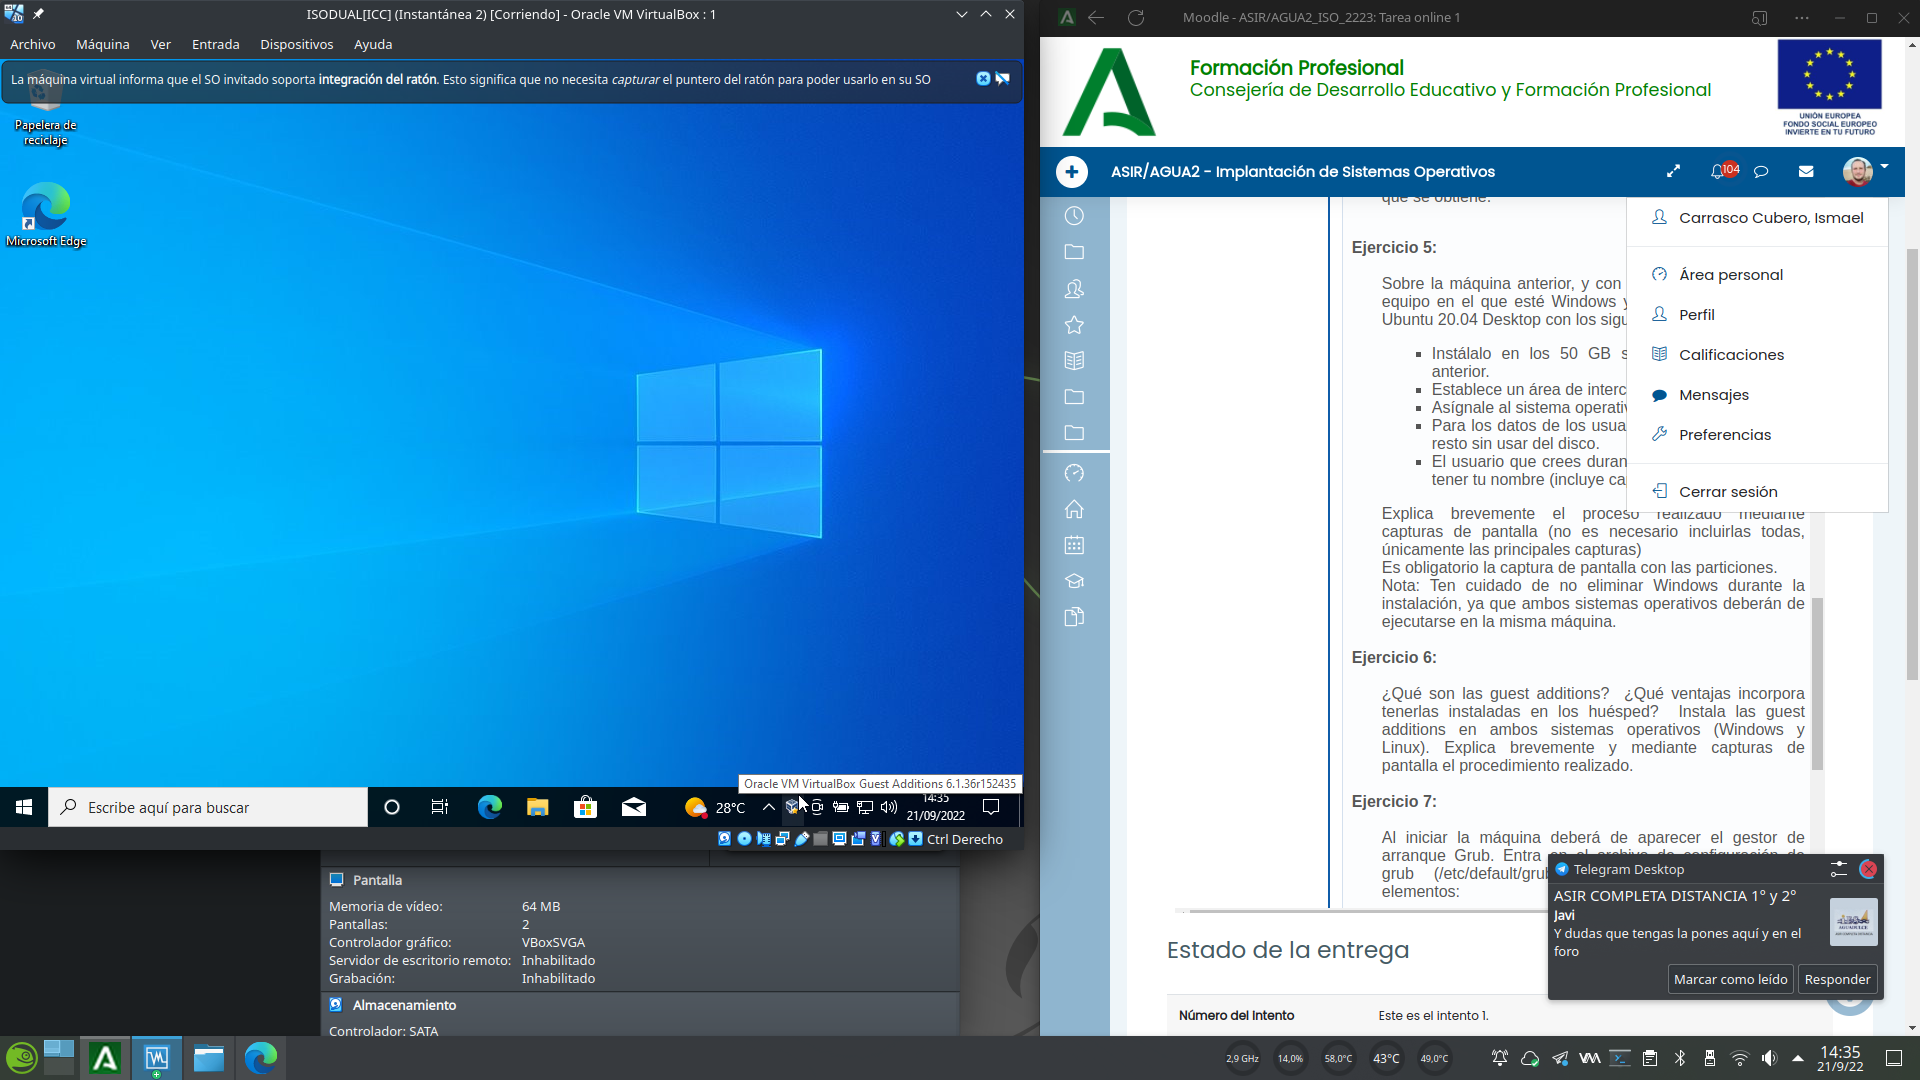 ISODUAL[ICC] (Instantánea 2) [Corriendo] - Oracle VM VirtualBox : 1
Archivo Máquina Ver Entrada Dispositivos Ayuda
La máquina virtual informa que el SO invitado soporta integración del ratón. Esto significa que no necesita capturar el puntero del ratón para poder usarlo en su SO
Papelera de
reciclaje
Microsoft Edge
Oracle VM VirtualBox Guest Additions 6.1.36r152435
Escribe aquí para buscar
28°C
14:35
21/09/2022
Ctrl Derecho
Pantalla
Memoria de vídeo: 64 MB
Pantallas: 2
Controlador gráfico: VBoxSVGA
Servidor de escritorio remoto: Inhabilitado
Grabación: Inhabilitado
Almacenamiento
Controlador: SATA
Moodle - ASIR/AGUA2_ISO_2223: Tarea online 1
Formación Profesional
Consejería de Desarrollo Educativo y Formación Profesional
UNIÓN EUROPEA
FONDO SOCIAL EUROPEO
INVIERTE EN TU FUTURO
ASIR/AGUA2 - Implantación de Sistemas Operativos
104
que se obtiene.
Carrasco Cubero, Ismael
Área personal
Perfil
Calificaciones
Mensajes
Preferencias
Cerrar sesión
Ejercicio 5:
Sobre la máquina anterior, y con
equipo en el que esté Windows y
Ubuntu 20.04 Desktop con los sigu
Instálalo en los 50 GB s
anterior.
Establece un área de interc
Asígnale al sistema operativ
Para los datos de los usua
resto sin usar del disco.
El usuario que crees duran
tener tu nombre (incluye ca
Explica brevemente el proceso realizado mediante
capturas de pantalla (no es necesario incluirlas todas,
únicamente las principales capturas)
Es obligatorio la captura de pantalla con las particiones.
Nota: Ten cuidado de no eliminar Windows durante la
instalación, ya que ambos sistemas operativos deberán de
ejecutarse en la misma máquina.
Ejercicio 6:
¿Qué son las guest additions? ¿Qué ventajas incorpora
tenerlas instaladas en los huésped? Instala las guest
additions en ambos sistemas operativos (Windows y
Linux). Explica brevemente y mediante capturas de
pantalla el procedimiento realizado.
Ejercicio 7:
Al iniciar la máquina deberá de aparecer el gestor de
arranque Grub. Entra en el archivo de configuración de
grub (/etc/default/grub
elementos:
Telegram Desktop
ASIR COMPLETA DISTANCIA 1º y 2º
Javi
Y dudas que tengas la pones aquí y en el
foro
Marcar como leído Responder
Estado de la entrega
Número del Intento Este es el intento 1.
2,9 GHz 14,0% 58,0°C 43°C 49,0°C
14:35
21/9/22